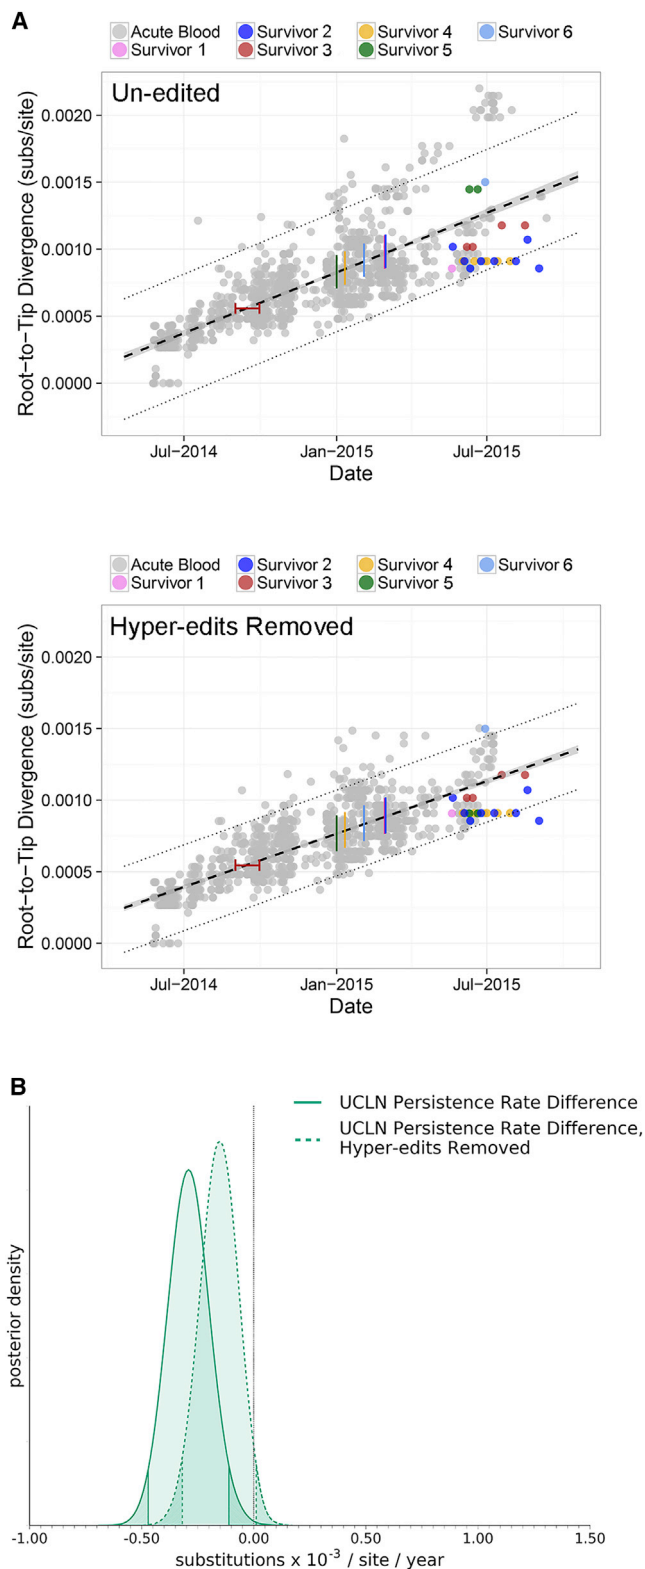 A
Acute Blood Survivor 2 Survivor 4 Survivor 6
Survivor 1 Survivor 3 Survivor 5
Un-edited
Root−to−Tip Divergence (subs/site)
0.0020
0.0015
0.0010
0.0005
0.0000
Jul−2014 Jan−2015 Jul−2015
Date
Acute Blood Survivor 2 Survivor 4 Survivor 6
Survivor 1 Survivor 3 Survivor 5
Hyper-edits Removed
Root−to−Tip Divergence (subs/site)
0.0020
0.0015
0.0010
0.0005
0.0000
Jul−2014 Jan−2015 Jul−2015
Date
B
UCLN Persistence Rate Difference
UCLN Persistence Rate Difference,
Hyper-edits Removed
posterior density
-1.00 -0.50 0.00 0.50 1.00 1.50
substitutions x 10⁻³ / site / year